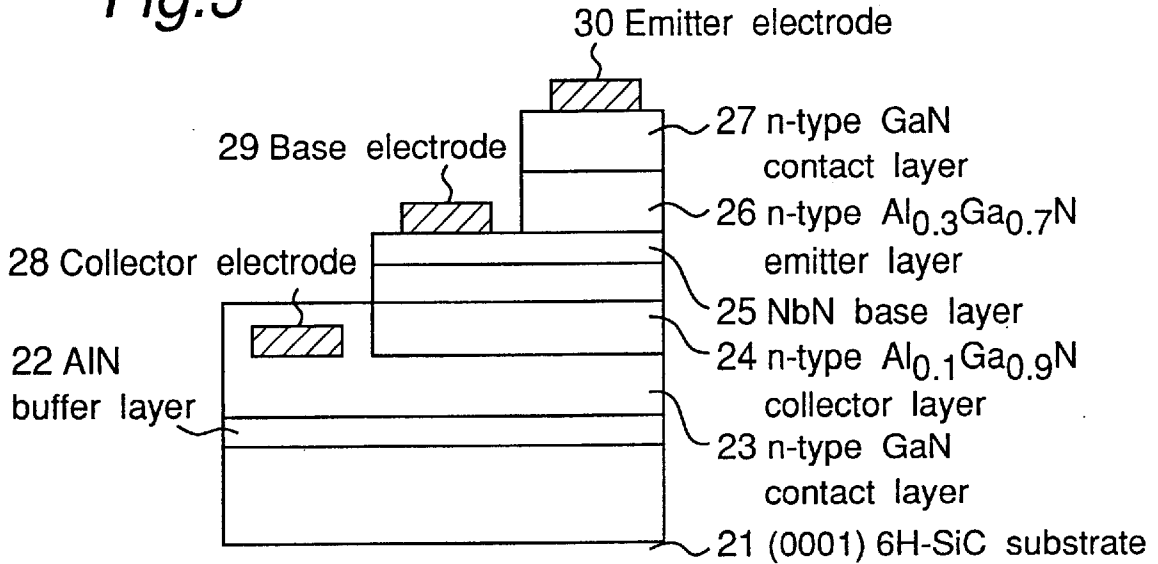 Fig.5
30 Emitter electrode
27 n-type GaN
contact layer
29 Base electrode
26 n-type Al0.3Ga0.7N
emitter layer
28 Collector electrode
25 NbN base layer
22 AlN
buffer layer
24 n-type Al0.1Ga0.9N
collector layer
23 n-type GaN
contact layer
21 (0001) 6H-SiC substrate